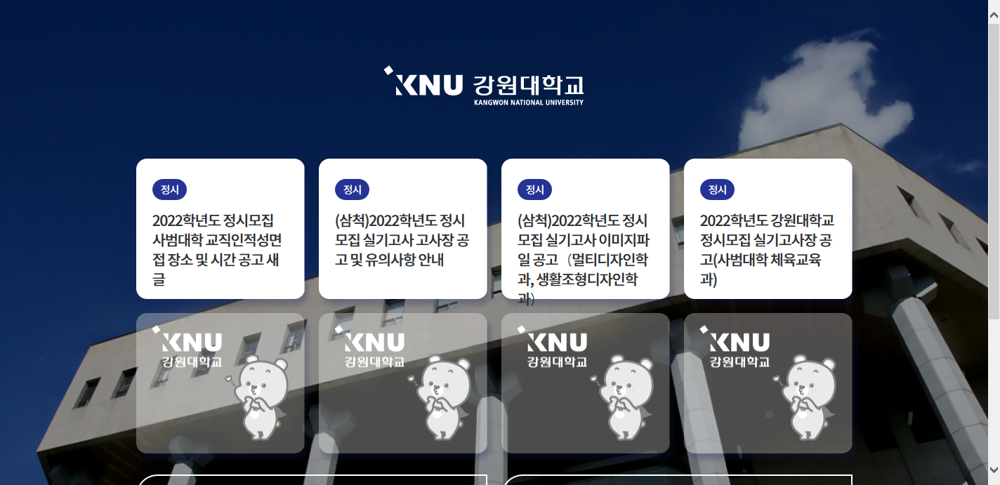 KNU 강원대학교
KANGWON NATIONAL UNIVERSITY
정시
2022학년도 정시모집
사범대학 교직인적성면
접 장소 및 시간 공고 새
글
정시
(삼척)2022학년도 정시
모집 실기고사 고사장 공
고 및 유의사항 안내
정시
(삼척)2022학년도 정시
모집 실기고사 이미지파
일 공고（멀티디자인학
과, 생활조형디자인학
과）
정시
2022학년도 강원대학교
정시모집 실기고사장 공
고(사범대학 체육교육
과)
KNU
강원대학교
KNU
강원대학교
KNU
강원대학교
KNU
강원대학교